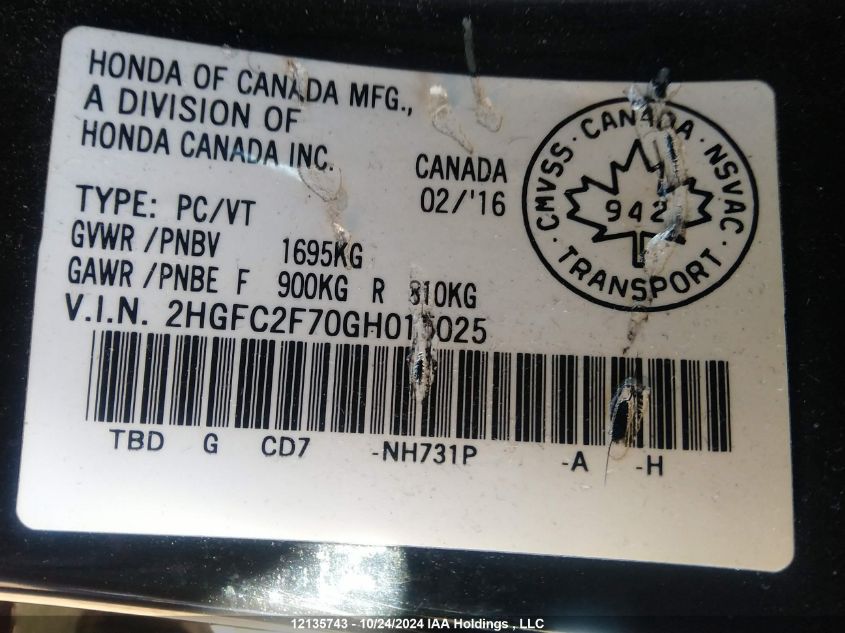 HONDA OF CANADA MFG.,
A DIVISION OF
HONDA CANADA INC.
CANADA
02/'16
TYPE: PC/VT
GVWR /PNBV 1695KG
GAWR /PNBE F 900KG R 810KG
V.I.N. 2HGFC2F70GH015025
CMVSS · CANADA · NSVAC · TRANSPORT ·
942
TBD G CD7 -NH731P -A -H
12135743 - 10/24/2024 IAA Holdings , LLC